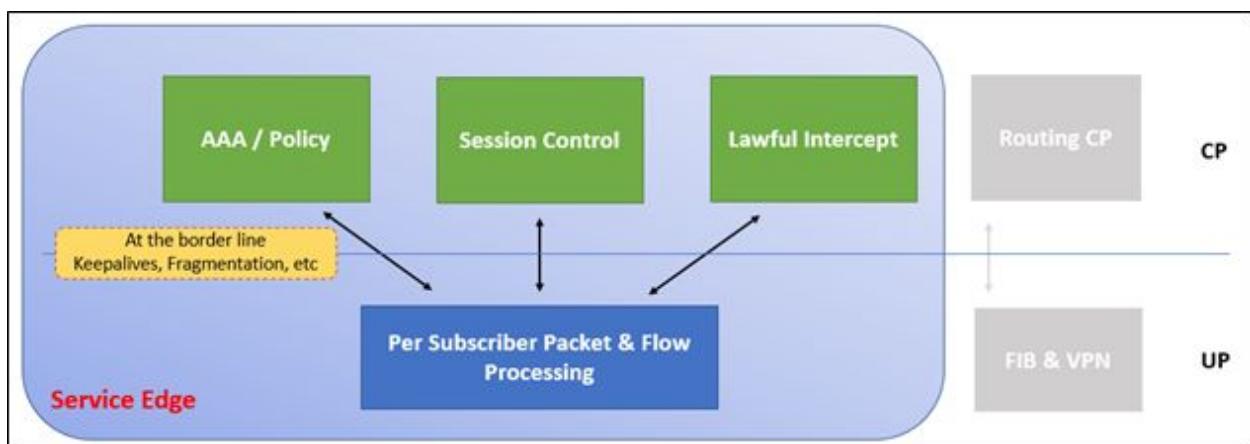 AAA / Policy
Session Control
Lawful Intercept
Routing CP
CP
At the border line
Keepalives, Fragmentation, etc
Per Subscriber Packet & Flow
Processing
FIB & VPN
UP
Service Edge